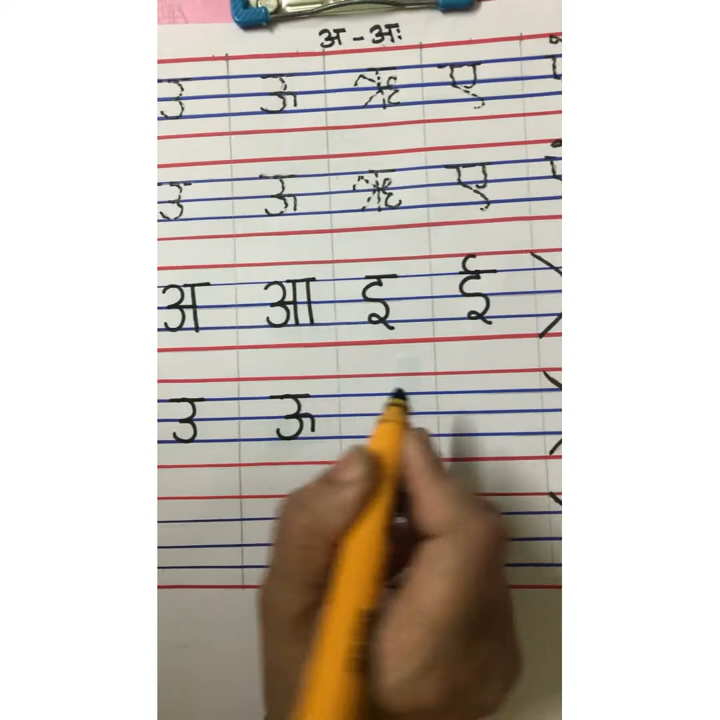 अ - अः
उ ऊ ऋ ए
उ ऊ ऋ ए
अ आ इ ई
उ ऊ